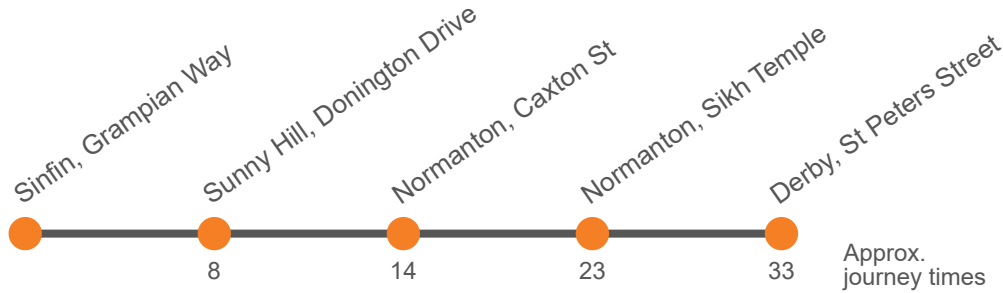 Sinfin, Grampian Way
Sunny Hill, Donington Drive
Normanton, Caxton St
Normanton, Sikh Temple
Derby, St Peters Street
8
14
23
33
Approx.
journey times